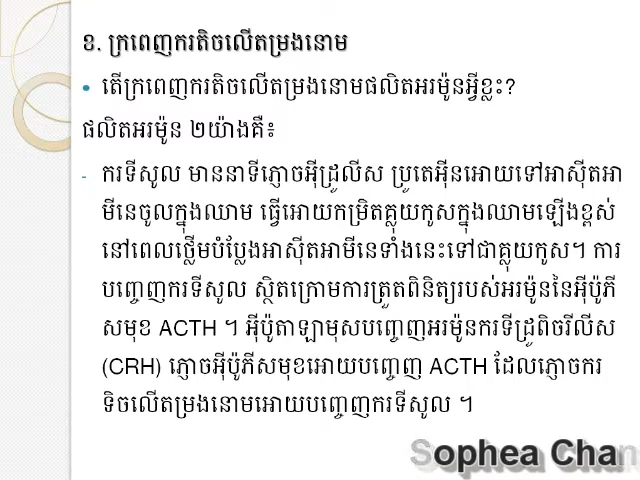 ខ. ក្រពេញករតិចលើតម្រងនោម
• តើក្រពេញករតិចលើតម្រងនោមផលិតអរម៉ូនអ្វីខ្លះ?
ផលិតអរម៉ូន ២យ៉ាងគឺ៖
- ករទីសូល មាននាទីភ្ញោចអ៊ីដ្រូលីស ប្រូតេអ៊ីនអោយទៅអាស៊ីតអា
មីនេចូលក្នុងឈាម ធ្វើអោយកម្រិតគ្លុយកូសក្នុងឈាមឡើងខ្ពស់
នៅពេលថ្លើមបំប្លែងអាស៊ីតអាមីនេទាំងនេះទៅជាគ្លុយកូស។ ការ
បញ្ចេញករទីសូល ស្ថិតក្រោមការត្រួតពិនិត្យរបស់អរម៉ូននៃអ៊ីប៉ូភី
សមុខ ACTH ។ អ៊ីប៉ូតាឡាមុសបញ្ចេញអរម៉ូនករទីដ្រូពិចរីលីស
(CRH) ភ្ញោចអ៊ីប៉ូភីសមុខអោយបញ្ចេញ ACTH ដែលភ្ញោចករ
ទិចលើតម្រងនោមអោយបញ្ចេញករទីសូល ។
Sophea Chan